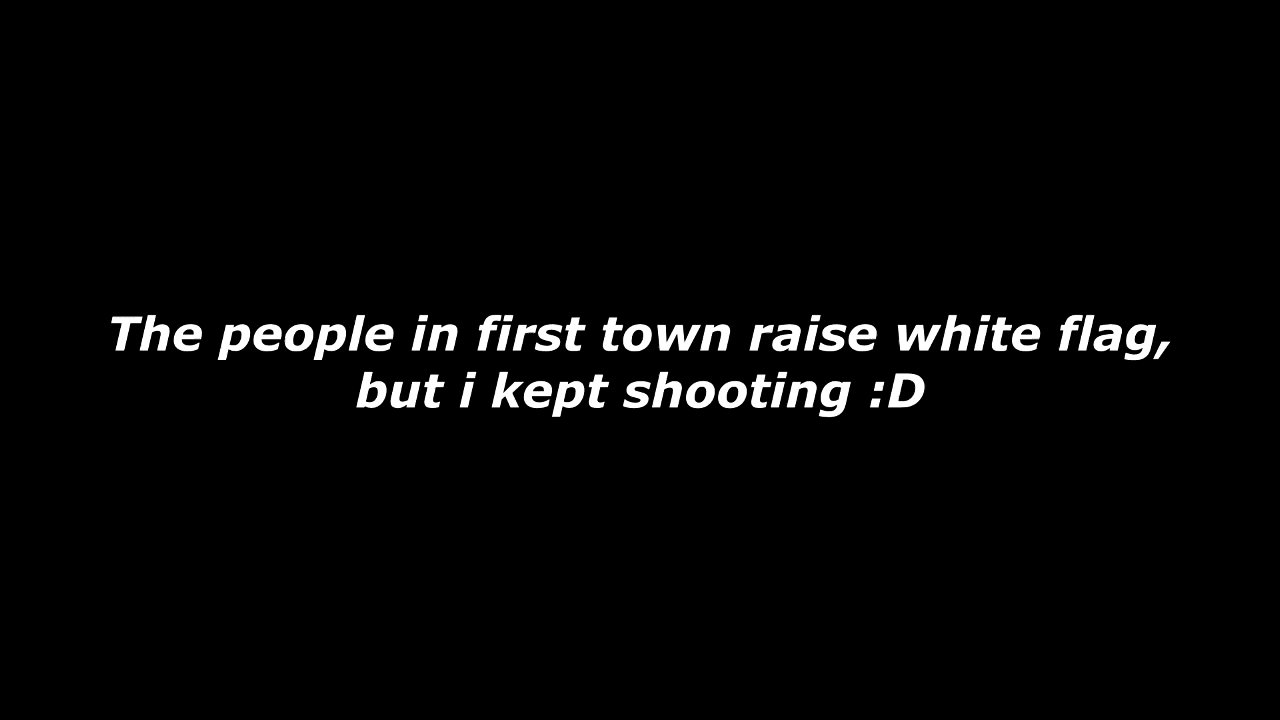 The people in first town raise white flag,
but i kept shooting :D